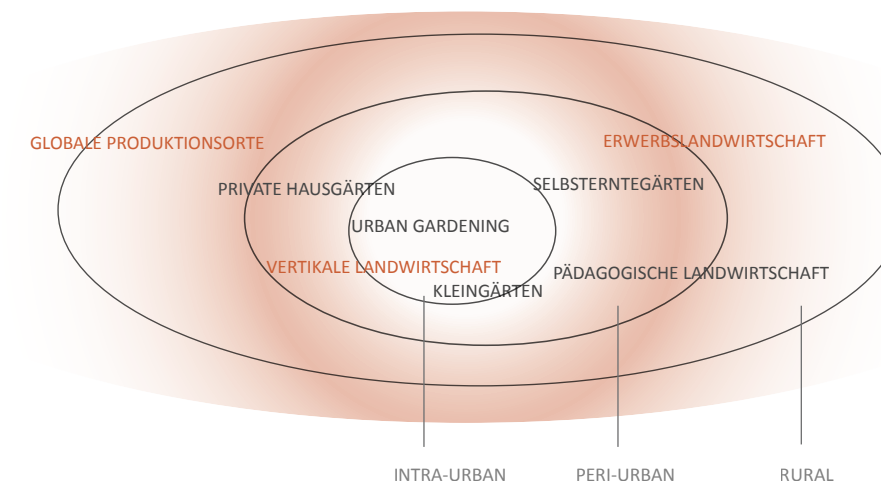 GLOBALE PRODUKTIONSORTE
ERWERBSLANDWIRTSCHAFT
PRIVATE HAUSGÄRTEN
SELBSTERNTEGÄRTEN
URBAN GARDENING
VERTIKALE LANDWIRTSCHAFT
PÄDAGOGISCHE LANDWIRTSCHAFT
KLEINGÄRTEN
INTRA-URBAN
PERI-URBAN
RURAL